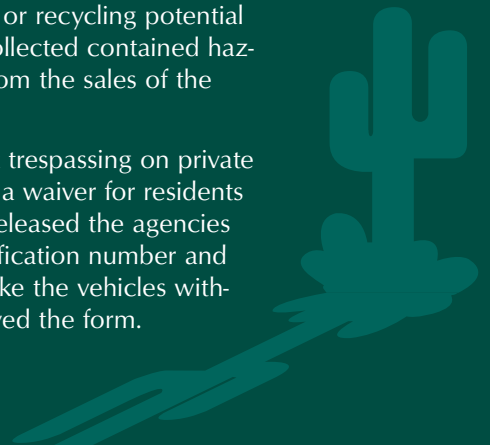 or recycling potential
ollected contained haz-
om the sales of the
trespassing on private
a waiver for residents
eleased the agencies
fication number and
ke the vehicles with-
ved the form.